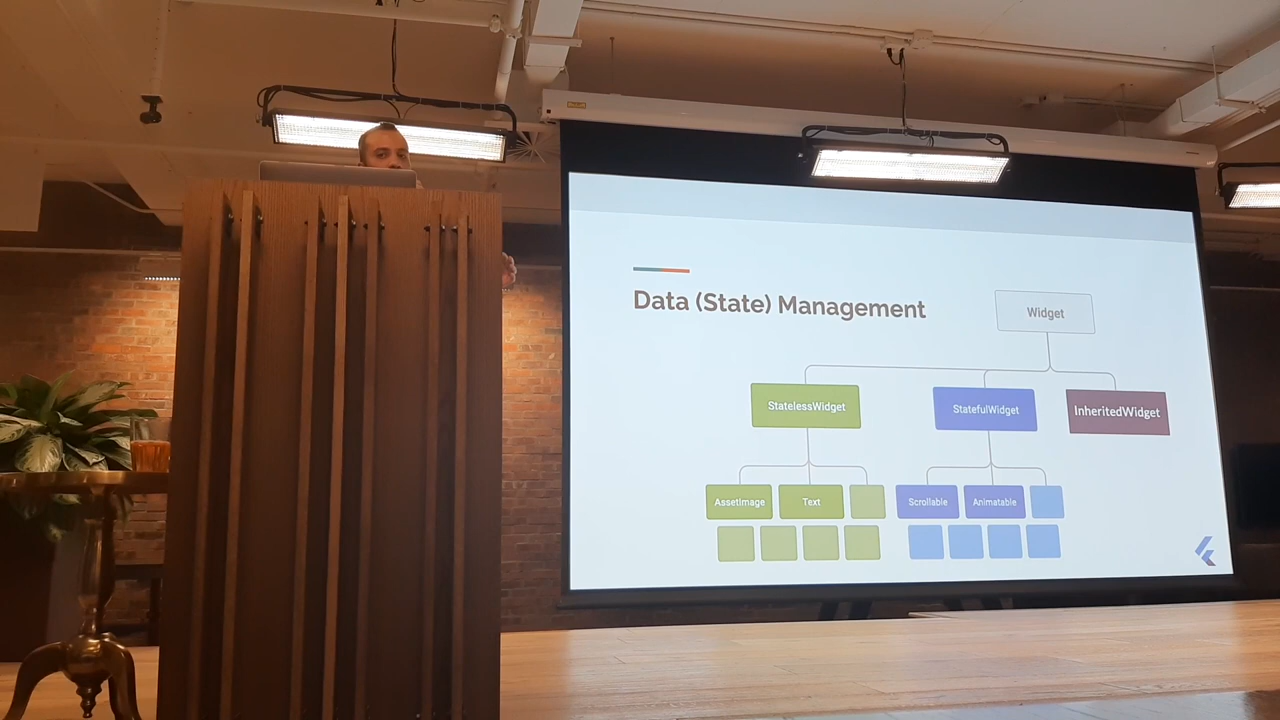 Data (State) Management
Widget
StatelessWidget
StatefulWidget
InheritedWidget
AssetImage
Text
Scrollable
Animatable